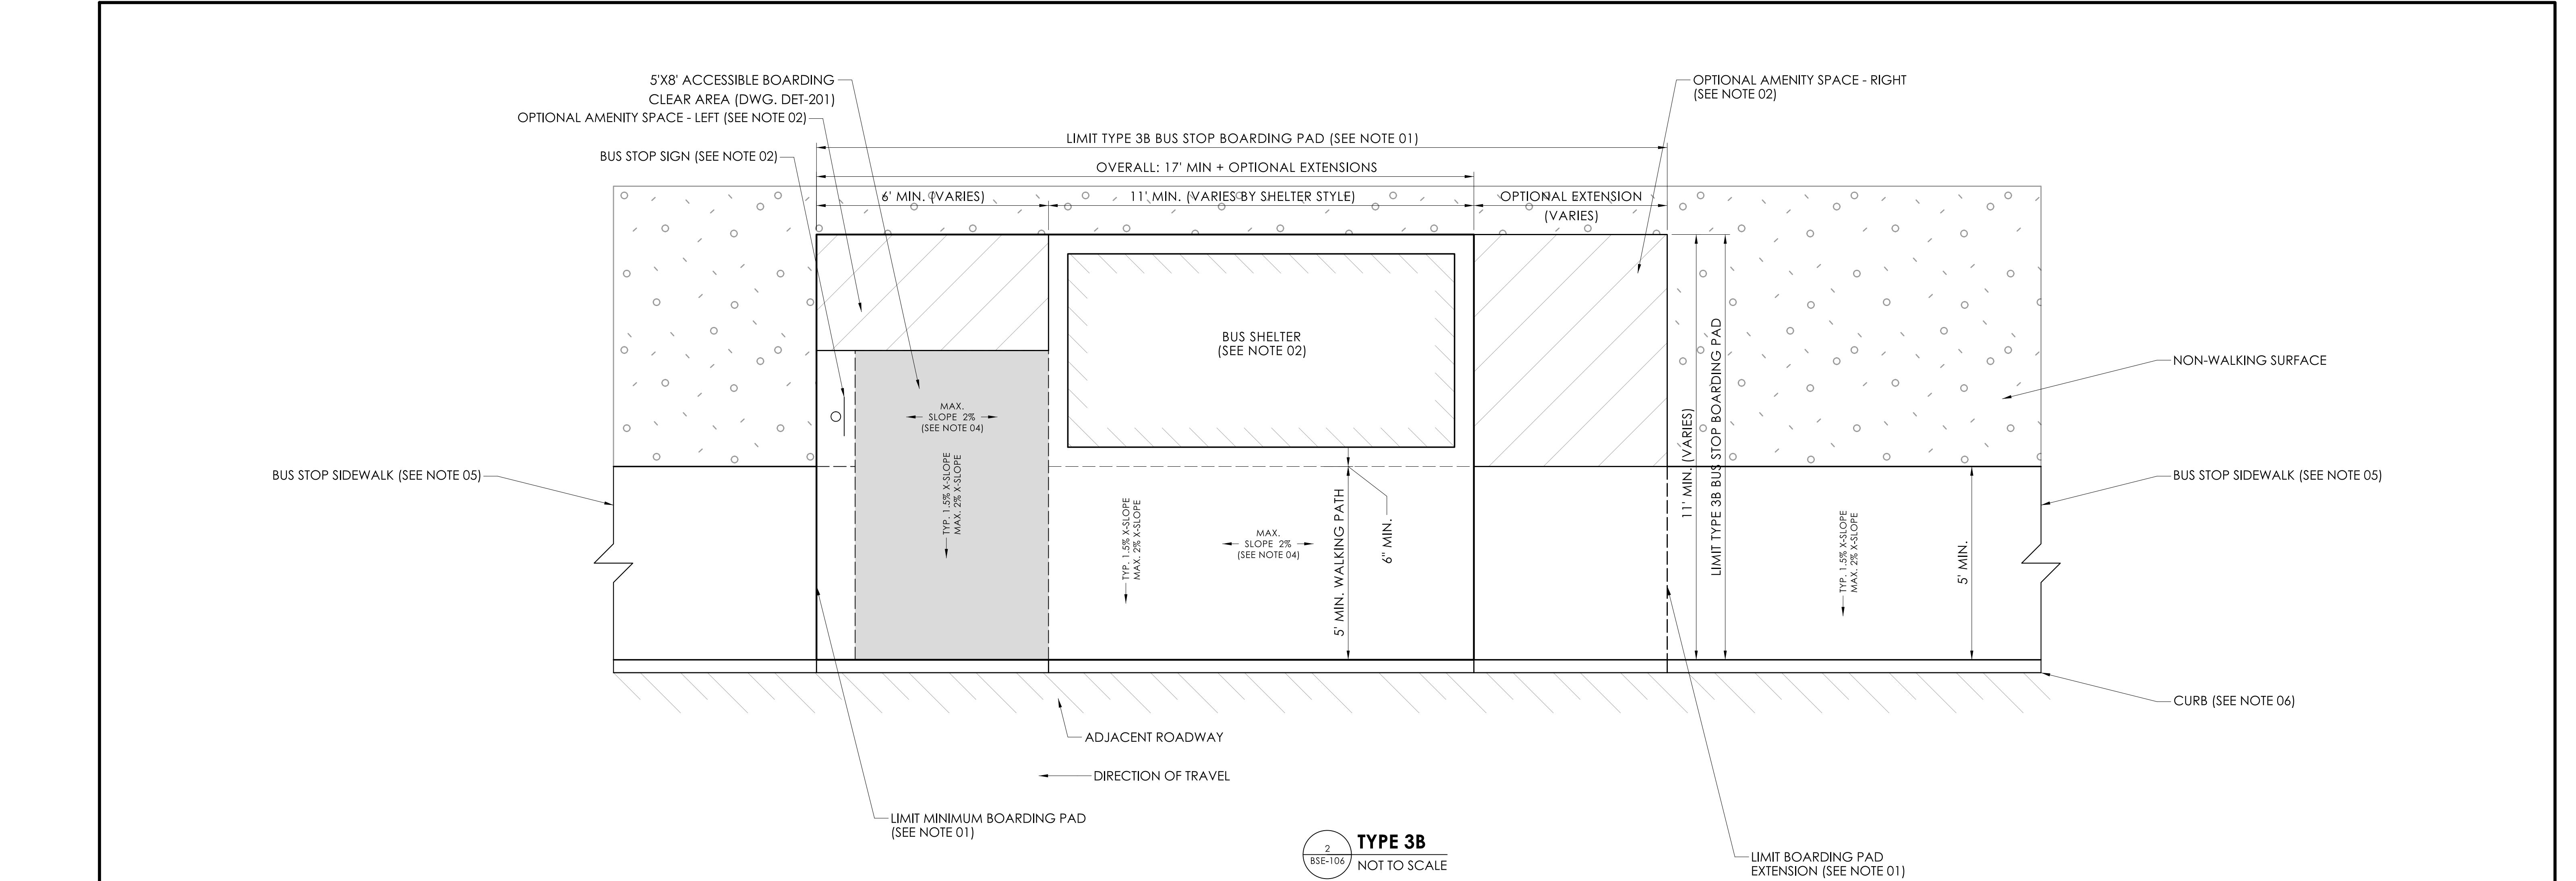 5'X8' ACCESSIBLE BOARDING
CLEAR AREA (DWG. DET-201)
OPTIONAL AMENITY SPACE - LEFT (SEE NOTE 02)
BUS STOP SIGN (SEE NOTE 02)
OPTIONAL AMENITY SPACE - RIGHT
(SEE NOTE 02)
LIMIT TYPE 3B BUS STOP BOARDING PAD (SEE NOTE 01)
OVERALL: 17' MIN + OPTIONAL EXTENSIONS
6' MIN. (VARIES)
11' MIN. (VARIES BY SHELTER STYLE)
OPTIONAL EXTENSION
(VARIES)
BUS SHELTER
(SEE NOTE 02)
NON-WALKING SURFACE
MAX.
SLOPE 2%
(SEE NOTE 04)
TYP. 1.5% X-SLOPE
MAX. 2% X-SLOPE
BUS STOP SIDEWALK (SEE NOTE 05)
TYP. 1.5% X-SLOPE
MAX. 2% X-SLOPE
MAX.
SLOPE 2%
(SEE NOTE 04)
5' MIN. WALKING PATH
6" MIN.
11' MIN. (VARIES)
LIMIT TYPE 3B BUS STOP BOARDING PAD
TYP. 1.5% X-SLOPE
MAX. 2% X-SLOPE
5' MIN.
BUS STOP SIDEWALK (SEE NOTE 05)
CURB (SEE NOTE 06)
ADJACENT ROADWAY
DIRECTION OF TRAVEL
LIMIT MINIMUM BOARDING PAD
(SEE NOTE 01)
2
BSE-106
TYPE 3B
NOT TO SCALE
LIMIT BOARDING PAD
EXTENSION (SEE NOTE 01)